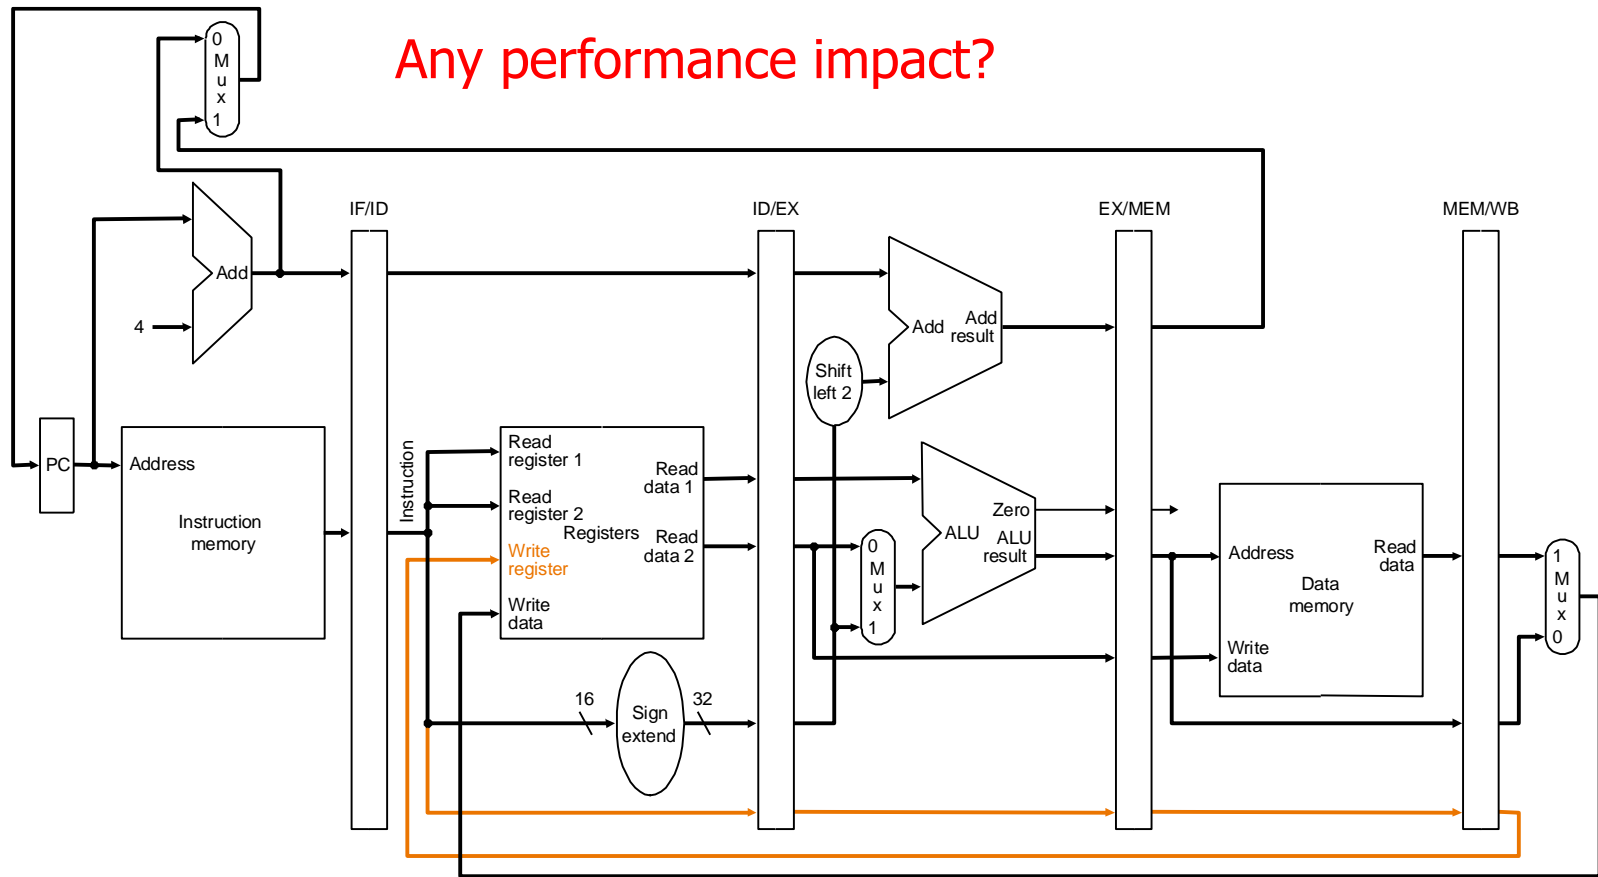 Any performance impact?
0
M
u
x
1
IF/ID
ID/EX
EX/MEM
MEM/WB
Add
4
Add
Add
result
Shift
left 2
PC
Address
Instruction
memory
Instruction
Read
register 1
Read
register 2
Write
register
Write
data
Registers
Read
data 1
Read
data 2
0
M
u
x
1
Zero
ALU
ALU
result
Address
Write
data
Data
memory
Read
data
1
M
u
x
0
16
Sign
extend
32